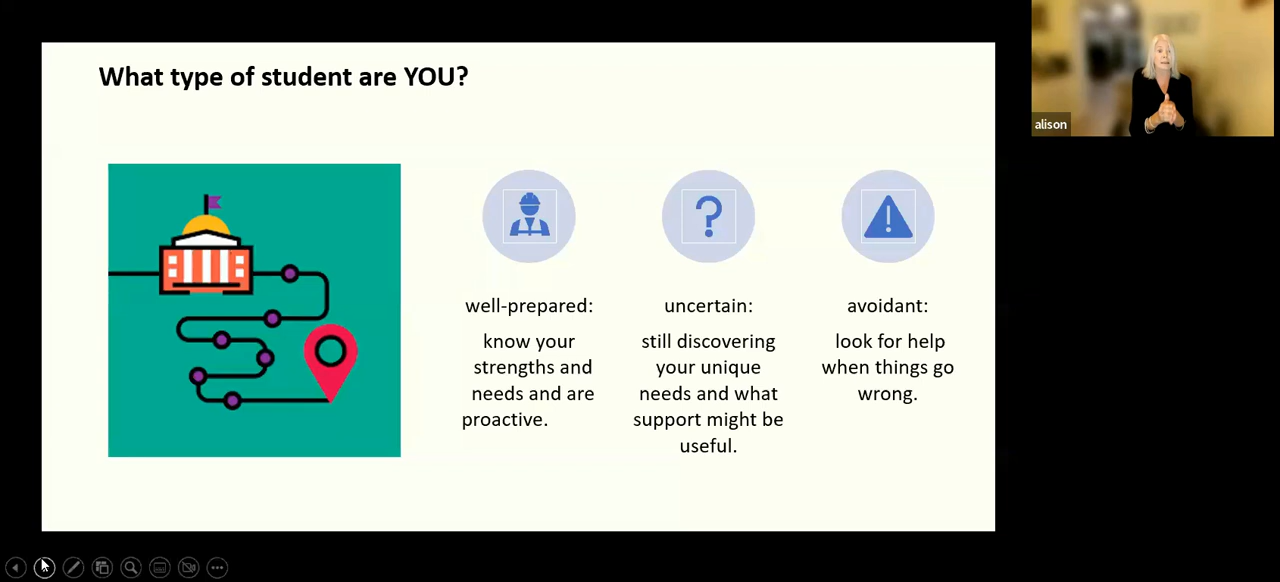 What type of student are YOU?
alison
well-prepared:
know your
strengths and
needs and are
proactive.
uncertain:
still discovering
your unique
needs and what
support might be
useful.
avoidant:
look for help
when things go
wrong.